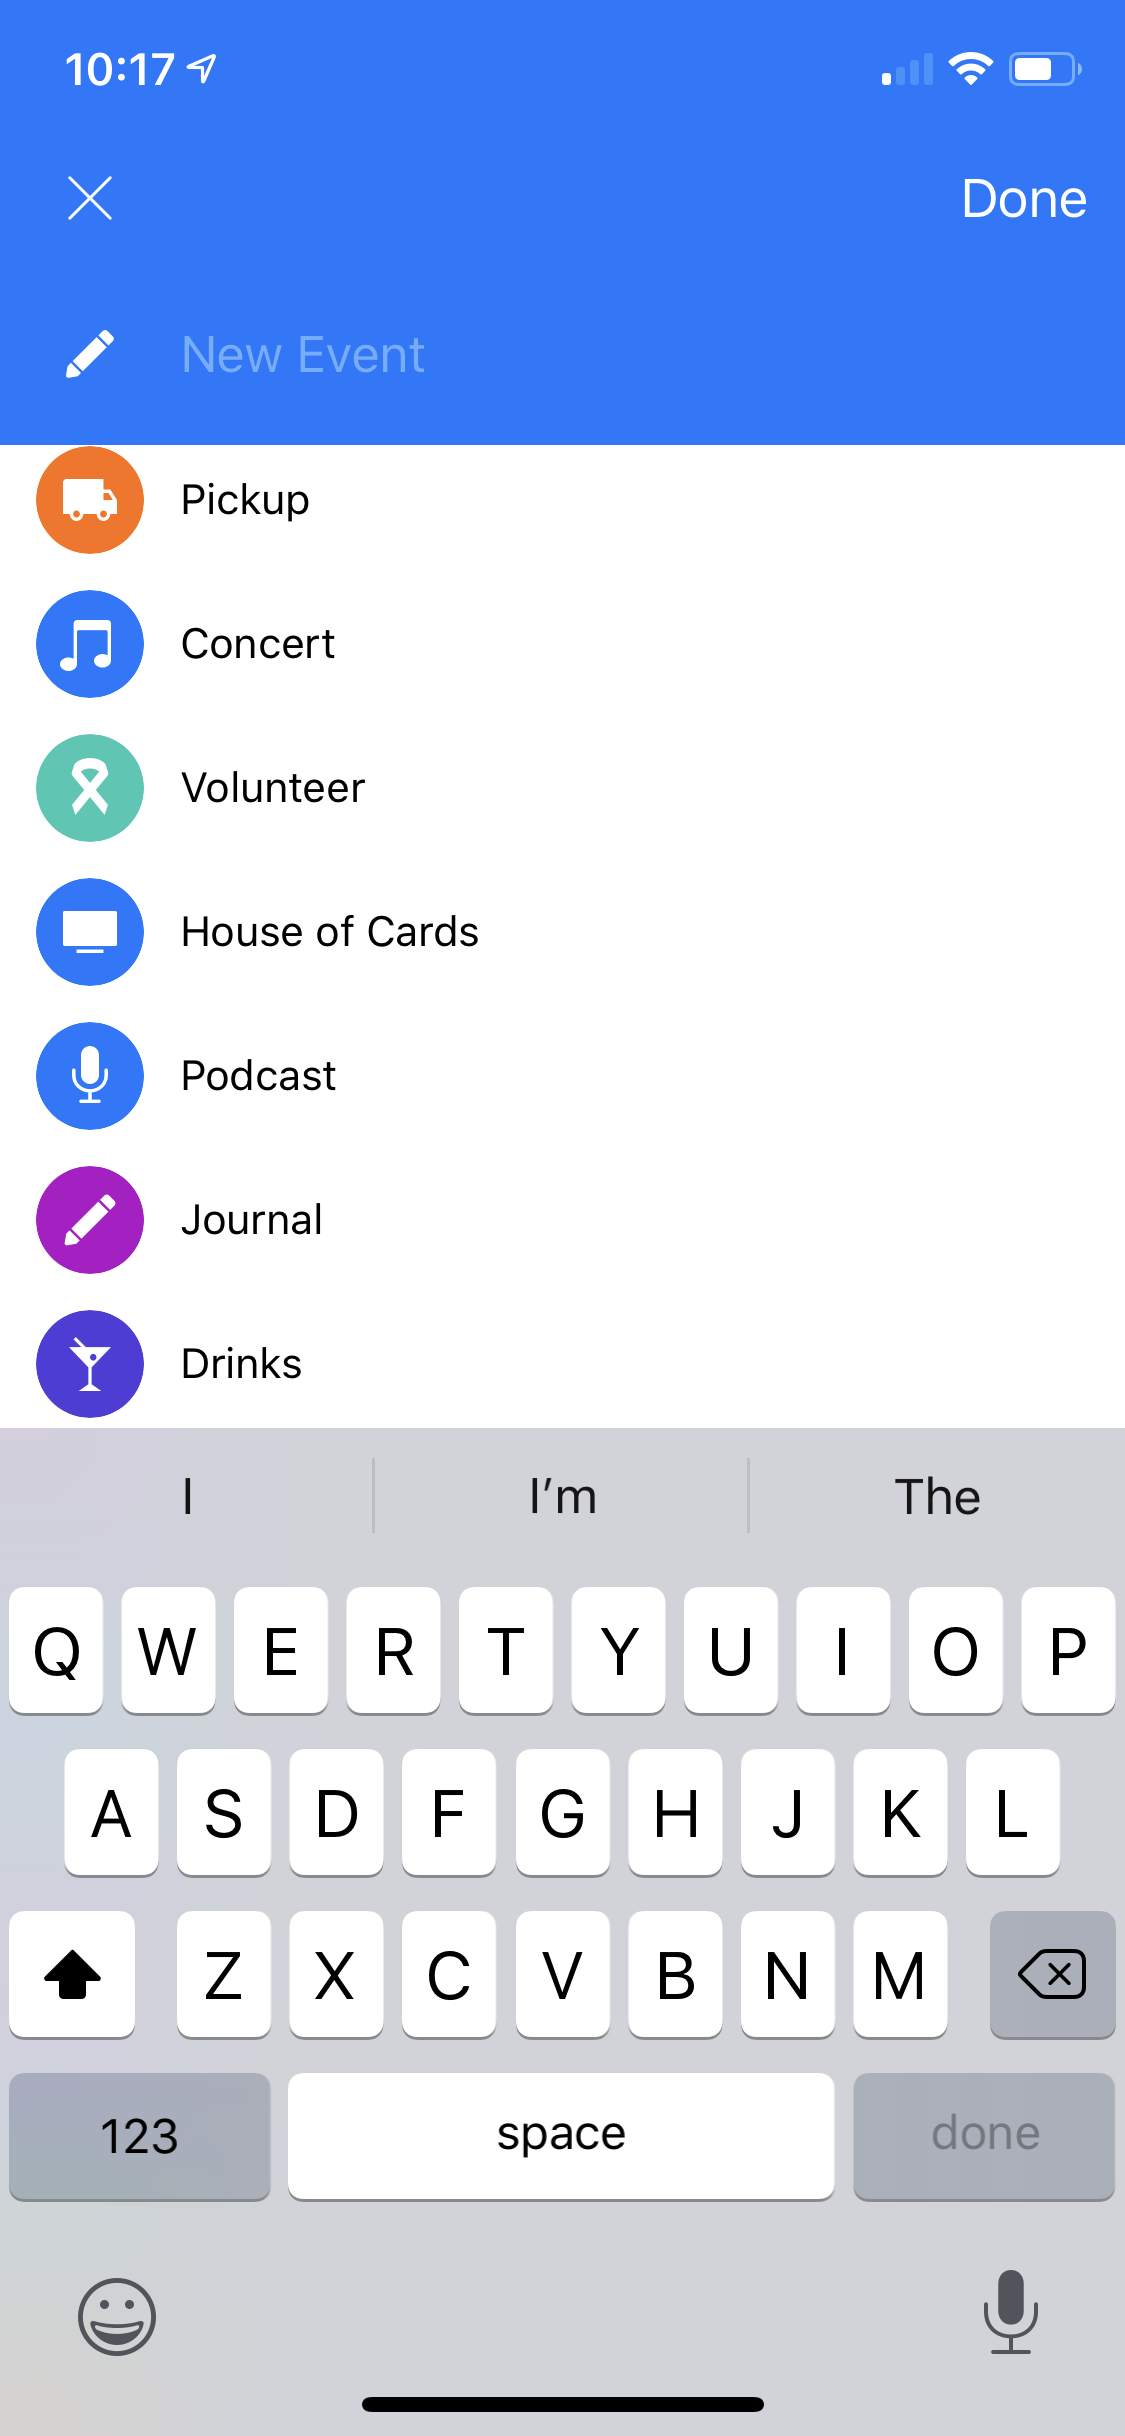 10:17
Done
New Event
Pickup
Concert
Volunteer
House of Cards
Podcast
Journal
Drinks
I I’m The
Q W E R T Y U I O P
A S D F G H J K L
Z X C V B N M
123 space done